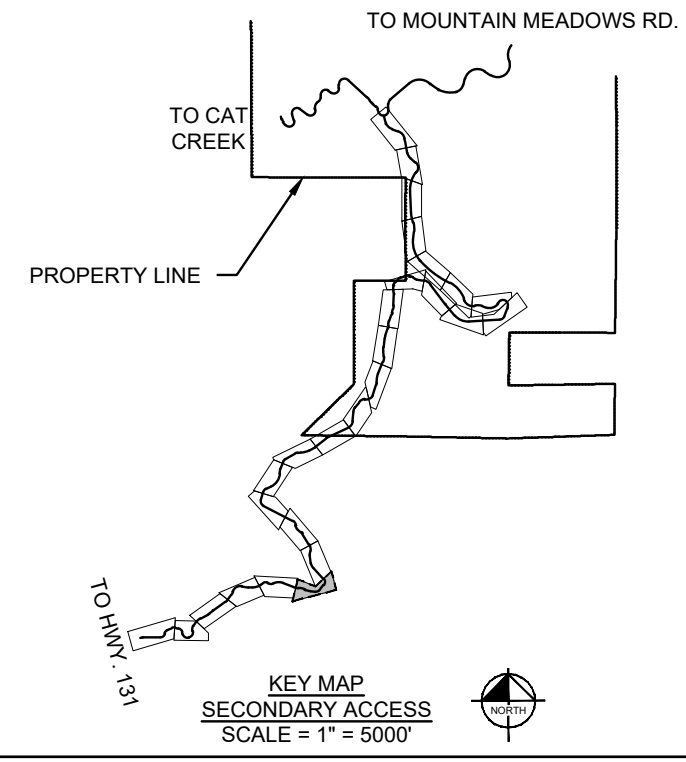 TO MOUNTAIN MEADOWS RD.
TO CAT
CREEK
PROPERTY LINE
TO HWY. 131
KEY MAP
SECONDARY ACCESS
SCALE = 1" = 5000'
NORTH